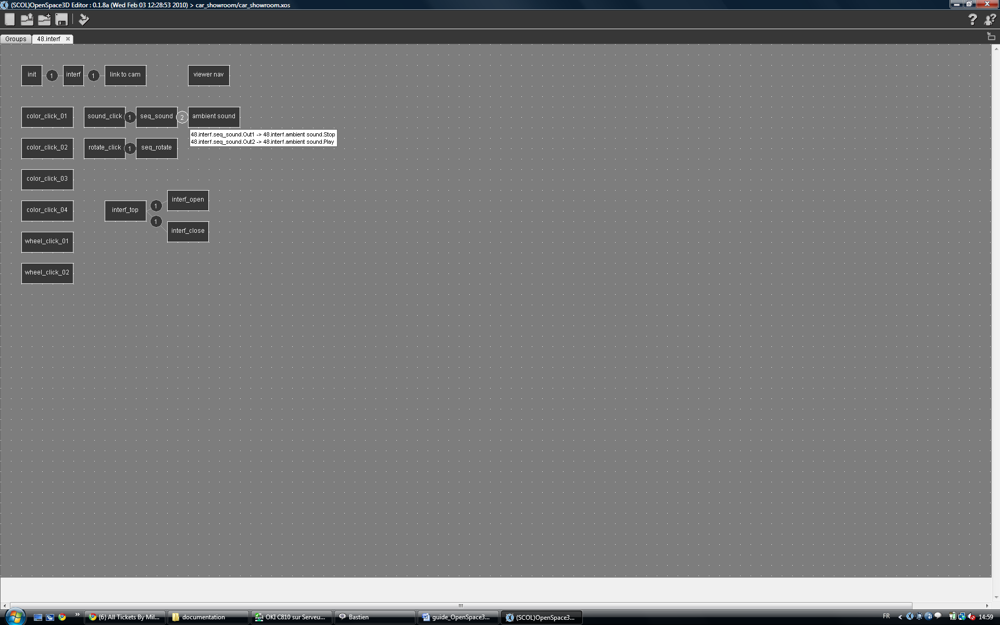 (SCOL)OpenSpace3D Editor : 0.1.8a (Wed Feb 03 12:28:53 2010) > car_showroom/car_showroom.xos
Groups
48.interf
init
1
interf
1
link to cam
viewer nav
color_click_01
sound_click
1
seq_sound
2
ambient sound
48.interf.seq_sound.Out1 -> 48.interf.ambient sound.Stop
48.interf.seq_sound.Out2 -> 48.interf.ambient sound.Play
color_click_02
rotate_click
1
seq_rotate
color_click_03
interf_open
color_click_04
interf_top
1
1
interf_close
wheel_click_01
wheel_click_02
{6} All Tickets By Mil...
documentation
OKI C810 sur Serveu...
Bastien
guide_OpenSpace3...
(SCOL)OpenSpace3...
FR
14:59